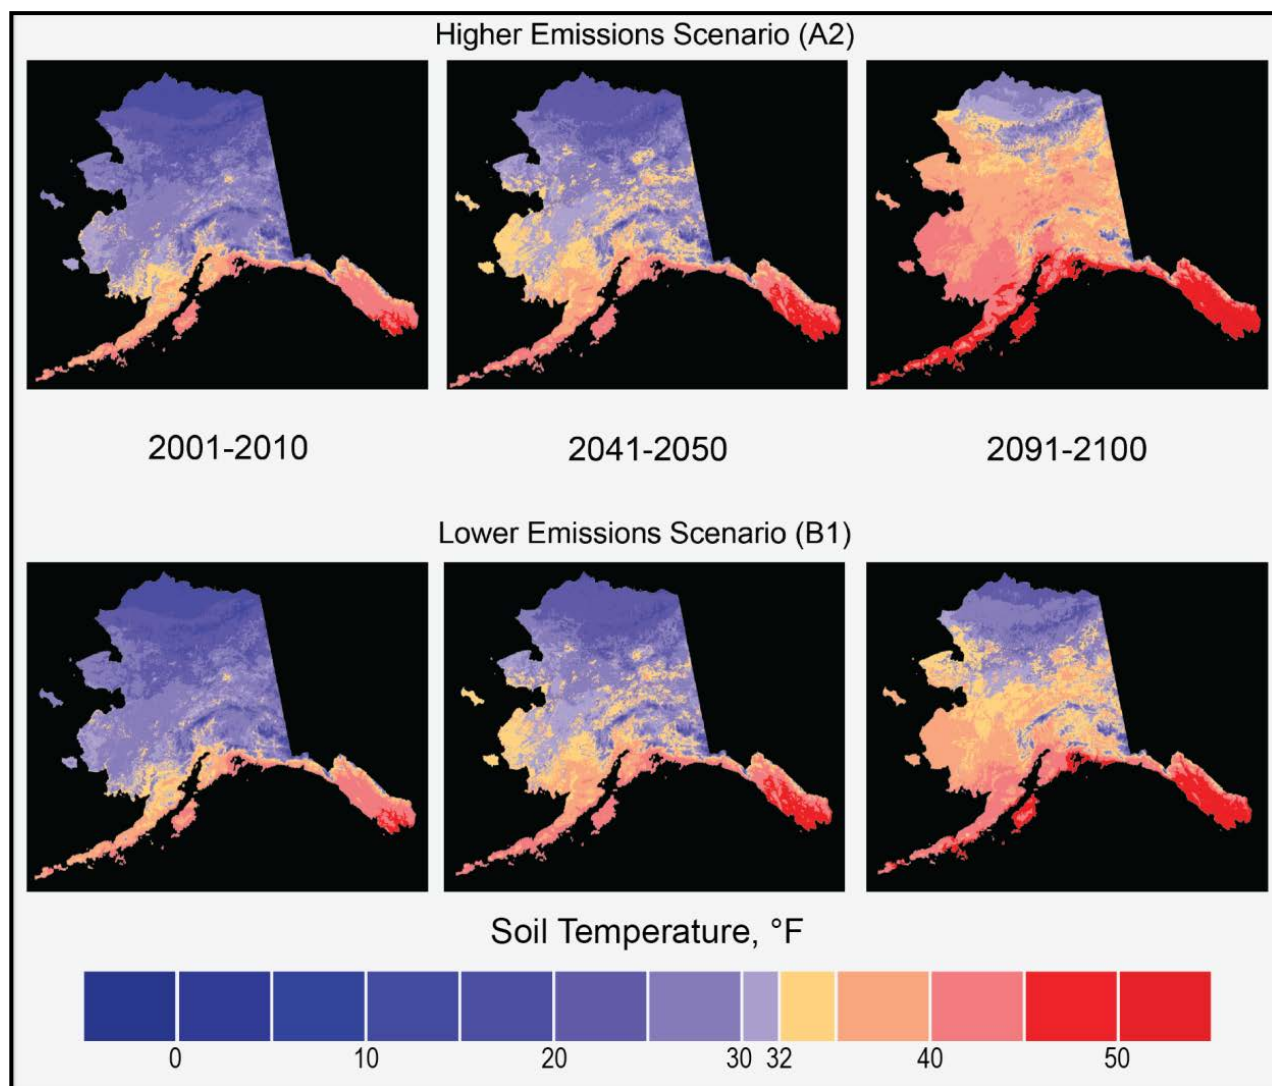 Higher Emissions Scenario (A2)
2001-2010 2041-2050 2091-2100
Lower Emissions Scenario (B1)
Soil Temperature, °F
0 10 20 30 32 40 50